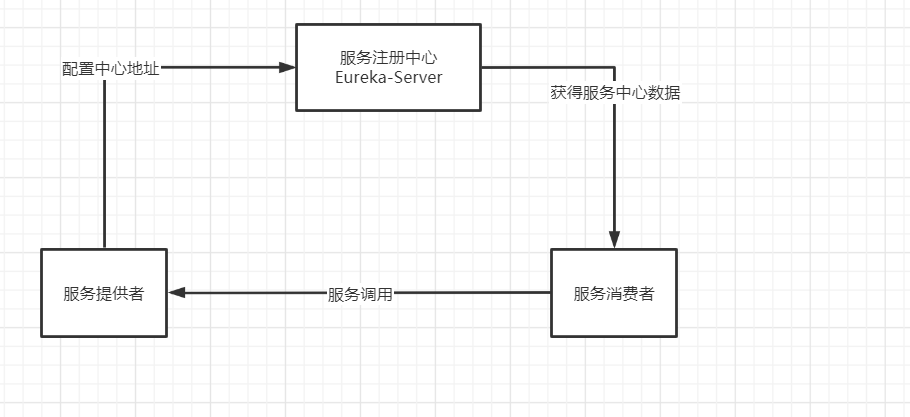 服务注册中心
Eureka-Server
配置中心地址
获得服务中心数据
服务提供者
服务调用
服务消费者